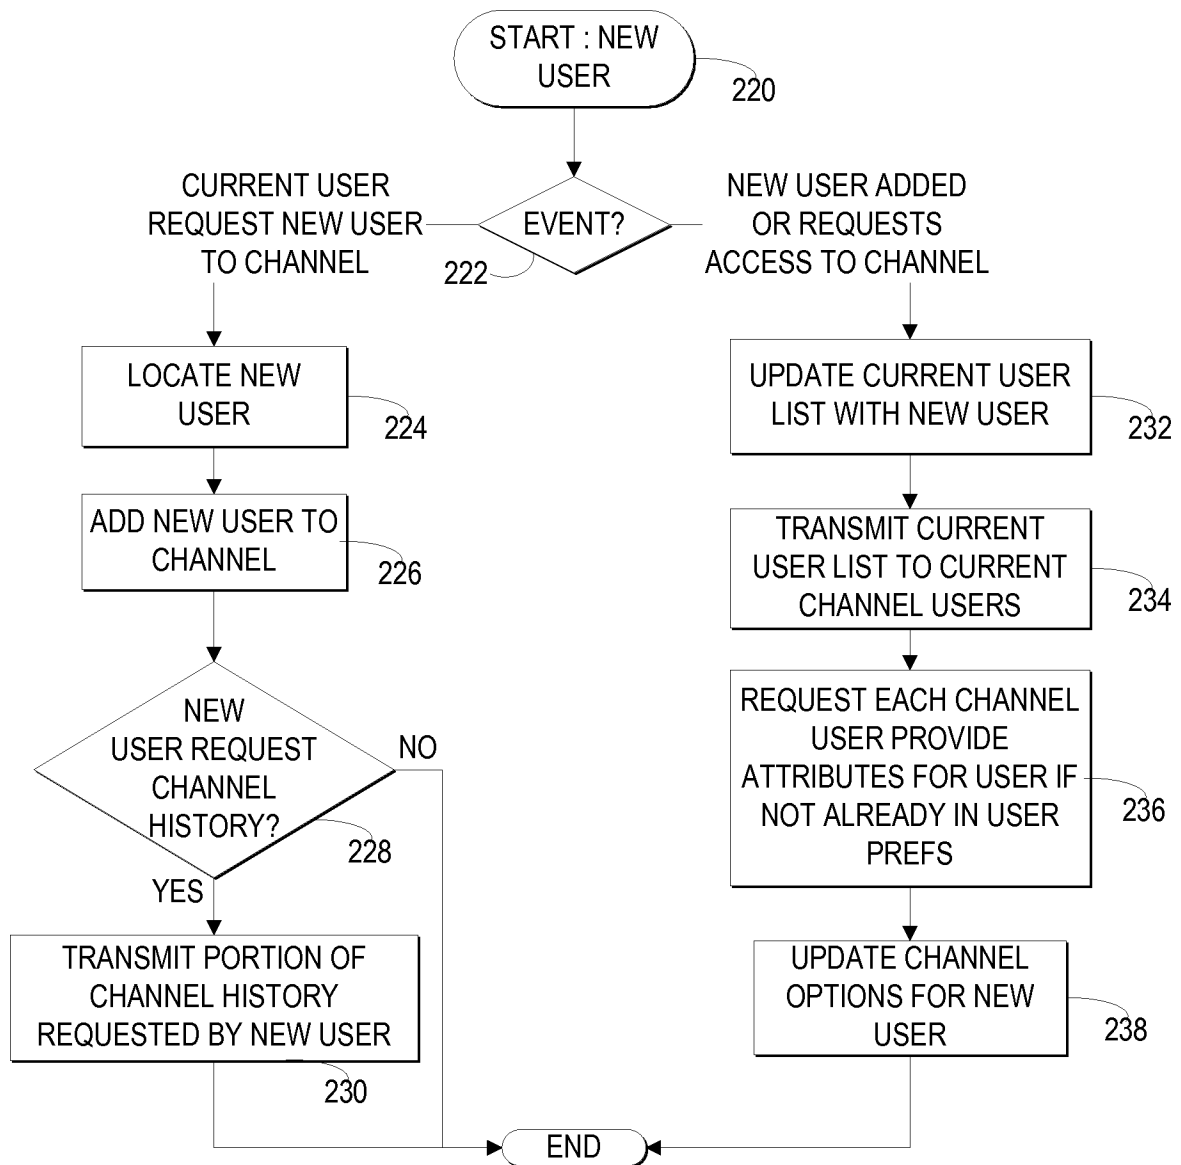 START : NEW
USER
220
CURRENT USER
REQUEST NEW USER
TO CHANNEL
EVENT?
222
NEW USER ADDED
OR REQUESTS
ACCESS TO CHANNEL
LOCATE NEW
USER
224
ADD NEW USER TO
CHANNEL
226
NEW
USER REQUEST
CHANNEL
HISTORY?
228
NO
YES
TRANSMIT PORTION OF
CHANNEL HISTORY
REQUESTED BY NEW USER
230
UPDATE CURRENT USER
LIST WITH NEW USER
232
TRANSMIT CURRENT
USER LIST TO CURRENT
CHANNEL USERS
234
REQUEST EACH CHANNEL
USER PROVIDE
ATTRIBUTES FOR USER IF
NOT ALREADY IN USER
PREFS
236
UPDATE CHANNEL
OPTIONS FOR NEW
USER
238
END